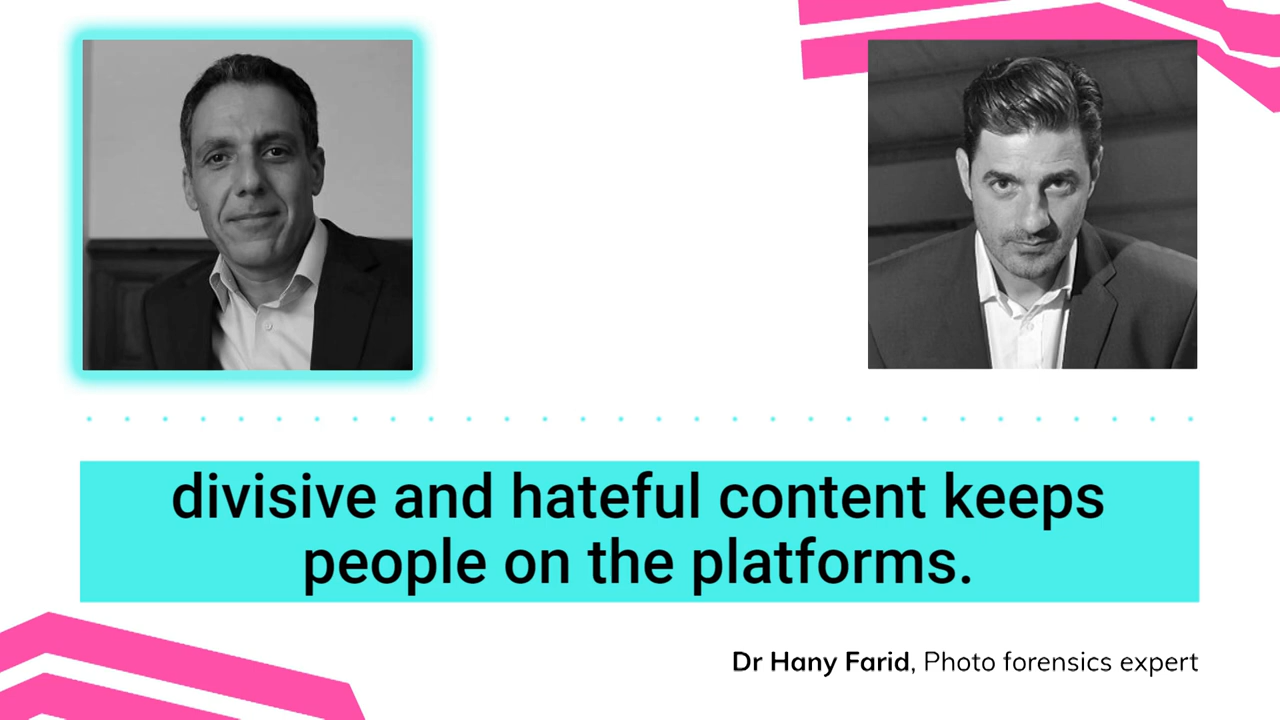 divisive and hateful content keeps
people on the platforms.
Dr Hany Farid, Photo forensics expert